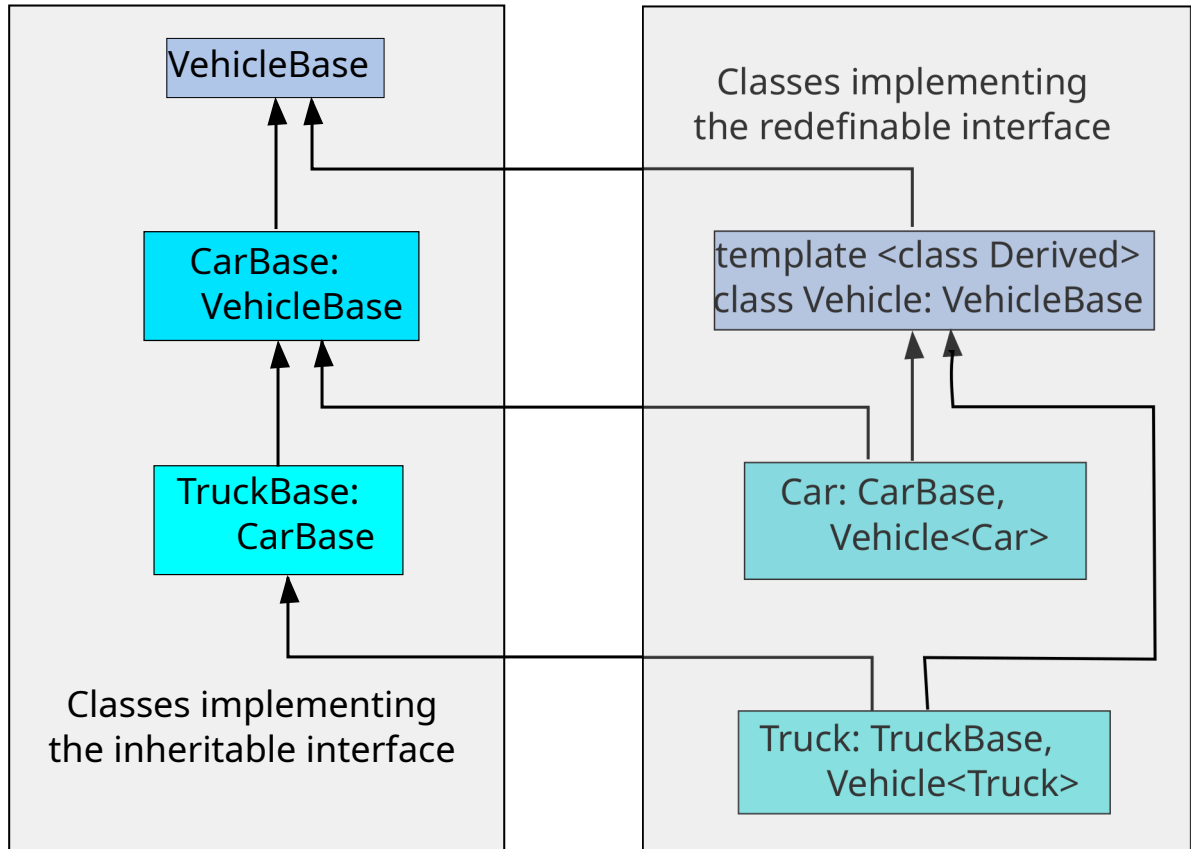 VehicleBase
CarBase:
VehicleBase
TruckBase:
CarBase
Classes implementing
the inheritable interface
Classes implementing
the redefinable interface
template <class Derived>
class Vehicle: VehicleBase
Car: CarBase,
Vehicle<Car>
Truck: TruckBase,
Vehicle<Truck>